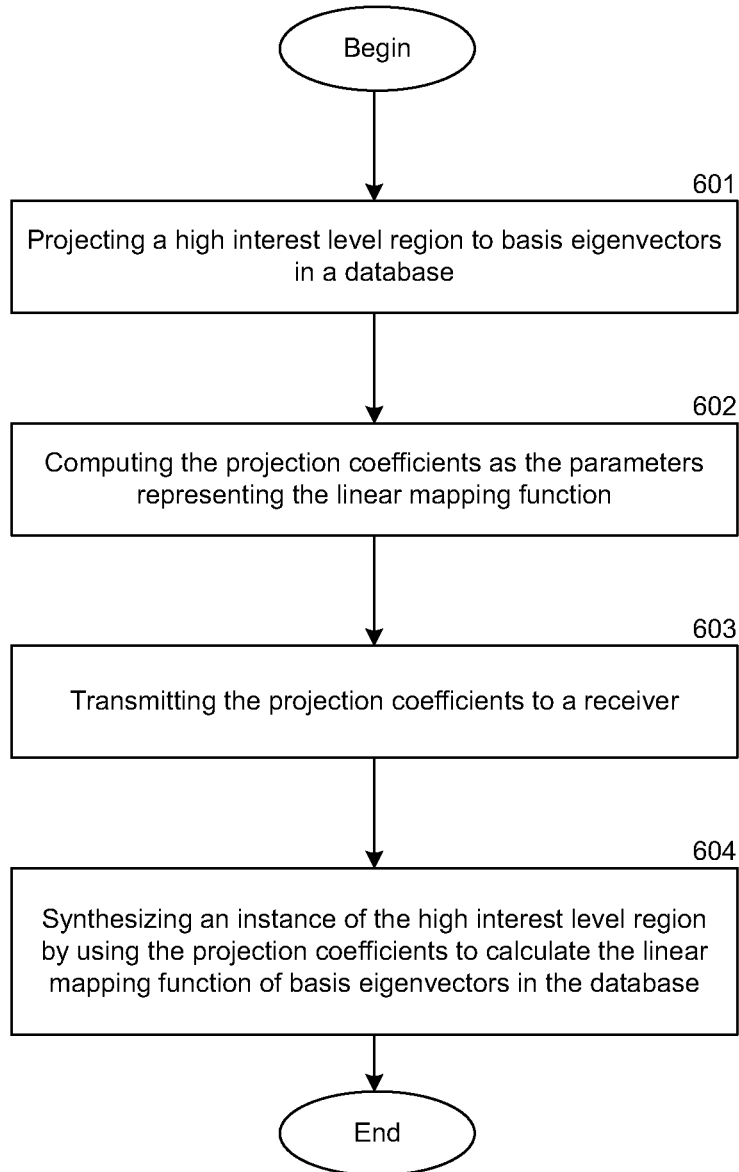 Begin
601
Projecting a high interest level region to basis eigenvectors
in a database
602
Computing the projection coefficients as the parameters
representing the linear mapping function
603
Transmitting the projection coefficients to a receiver
604
Synthesizing an instance of the high interest level region
by using the projection coefficients to calculate the linear
mapping function of basis eigenvectors in the database
End